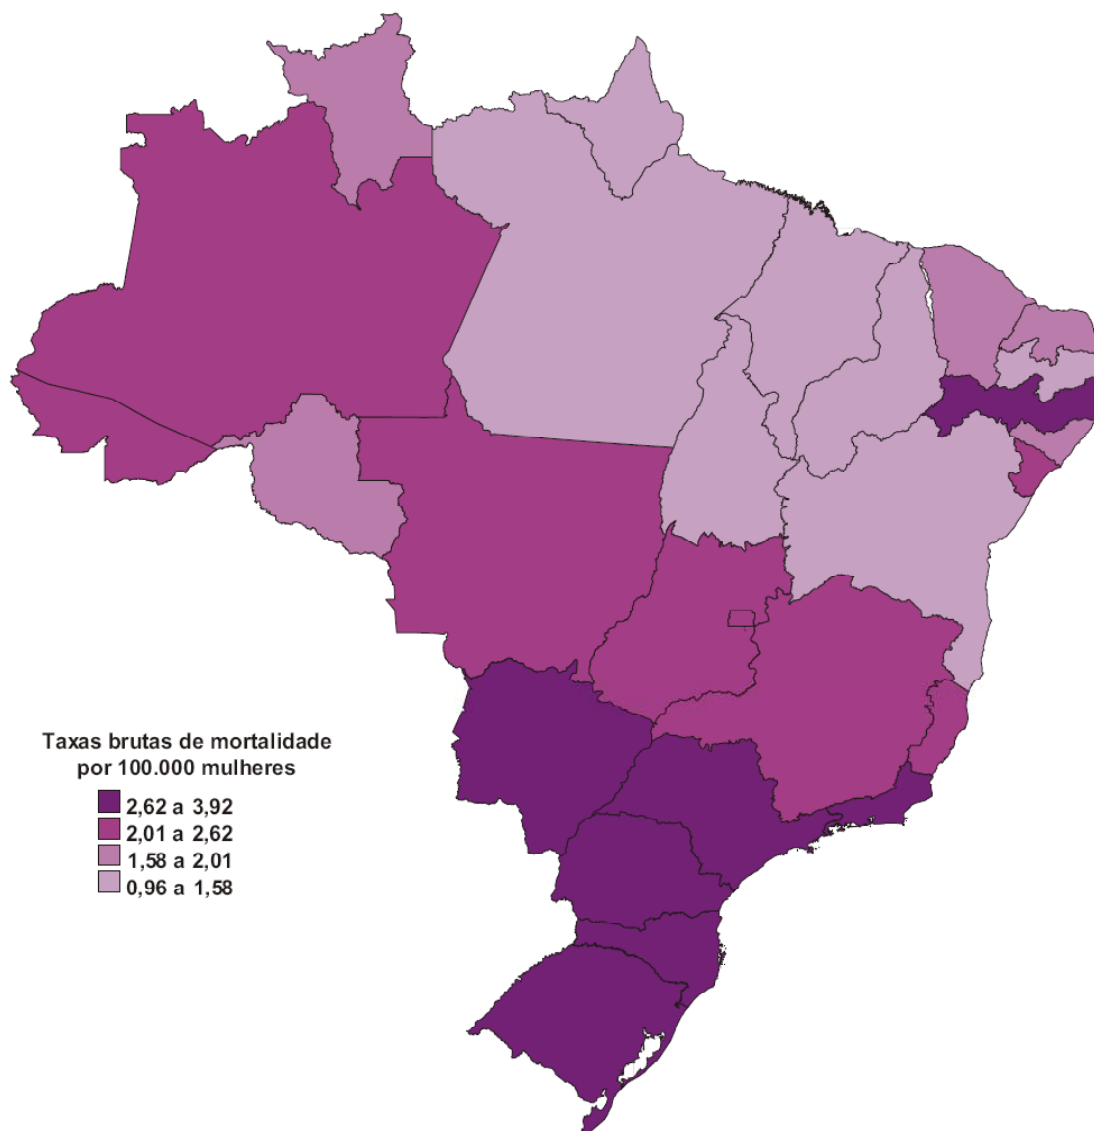 Taxas brutas de mortalidade
por 100.000 mulheres
2,62 a 3,92
2,01 a 2,62
1,58 a 2,01
0,96 a 1,58